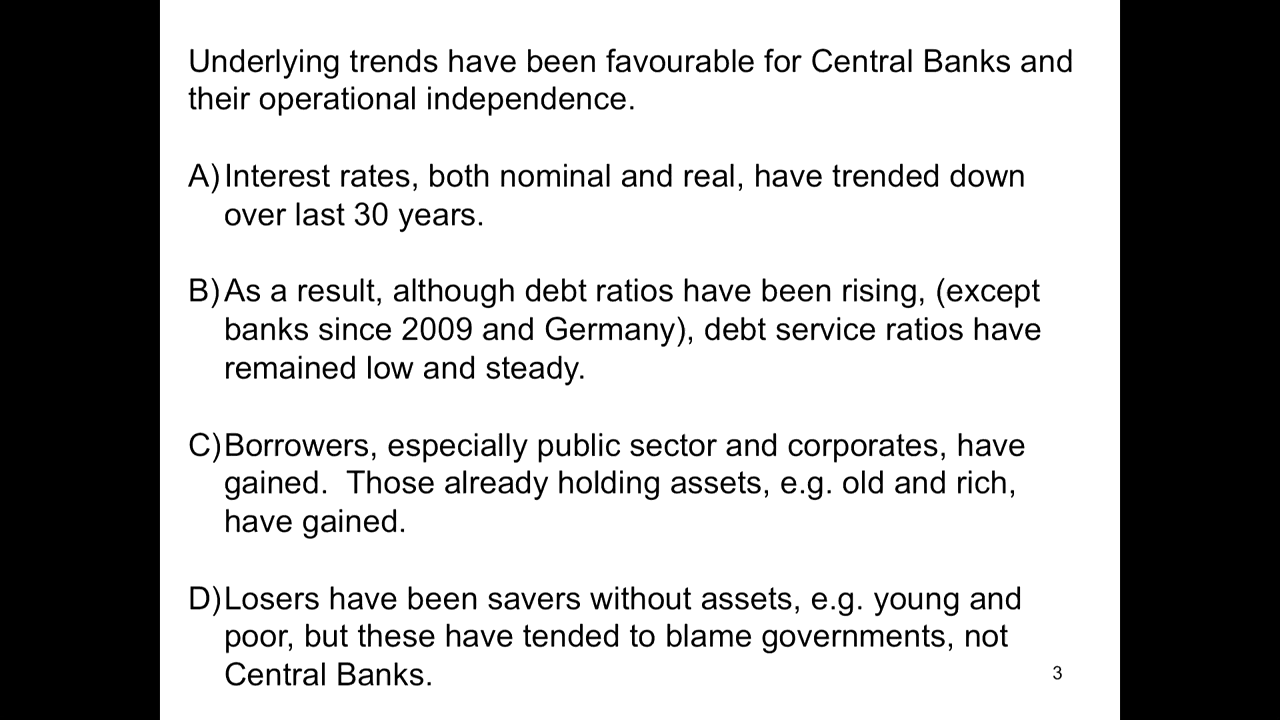 Underlying trends have been favourable for Central Banks and
their operational independence.
A) Interest rates, both nominal and real, have trended down
over last 30 years.
B) As a result, although debt ratios have been rising, (except
banks since 2009 and Germany), debt service ratios have
remained low and steady.
C) Borrowers, especially public sector and corporates, have
gained.  Those already holding assets, e.g. old and rich,
have gained.
D) Losers have been savers without assets, e.g. young and
poor, but these have tended to blame governments, not
Central Banks.
3